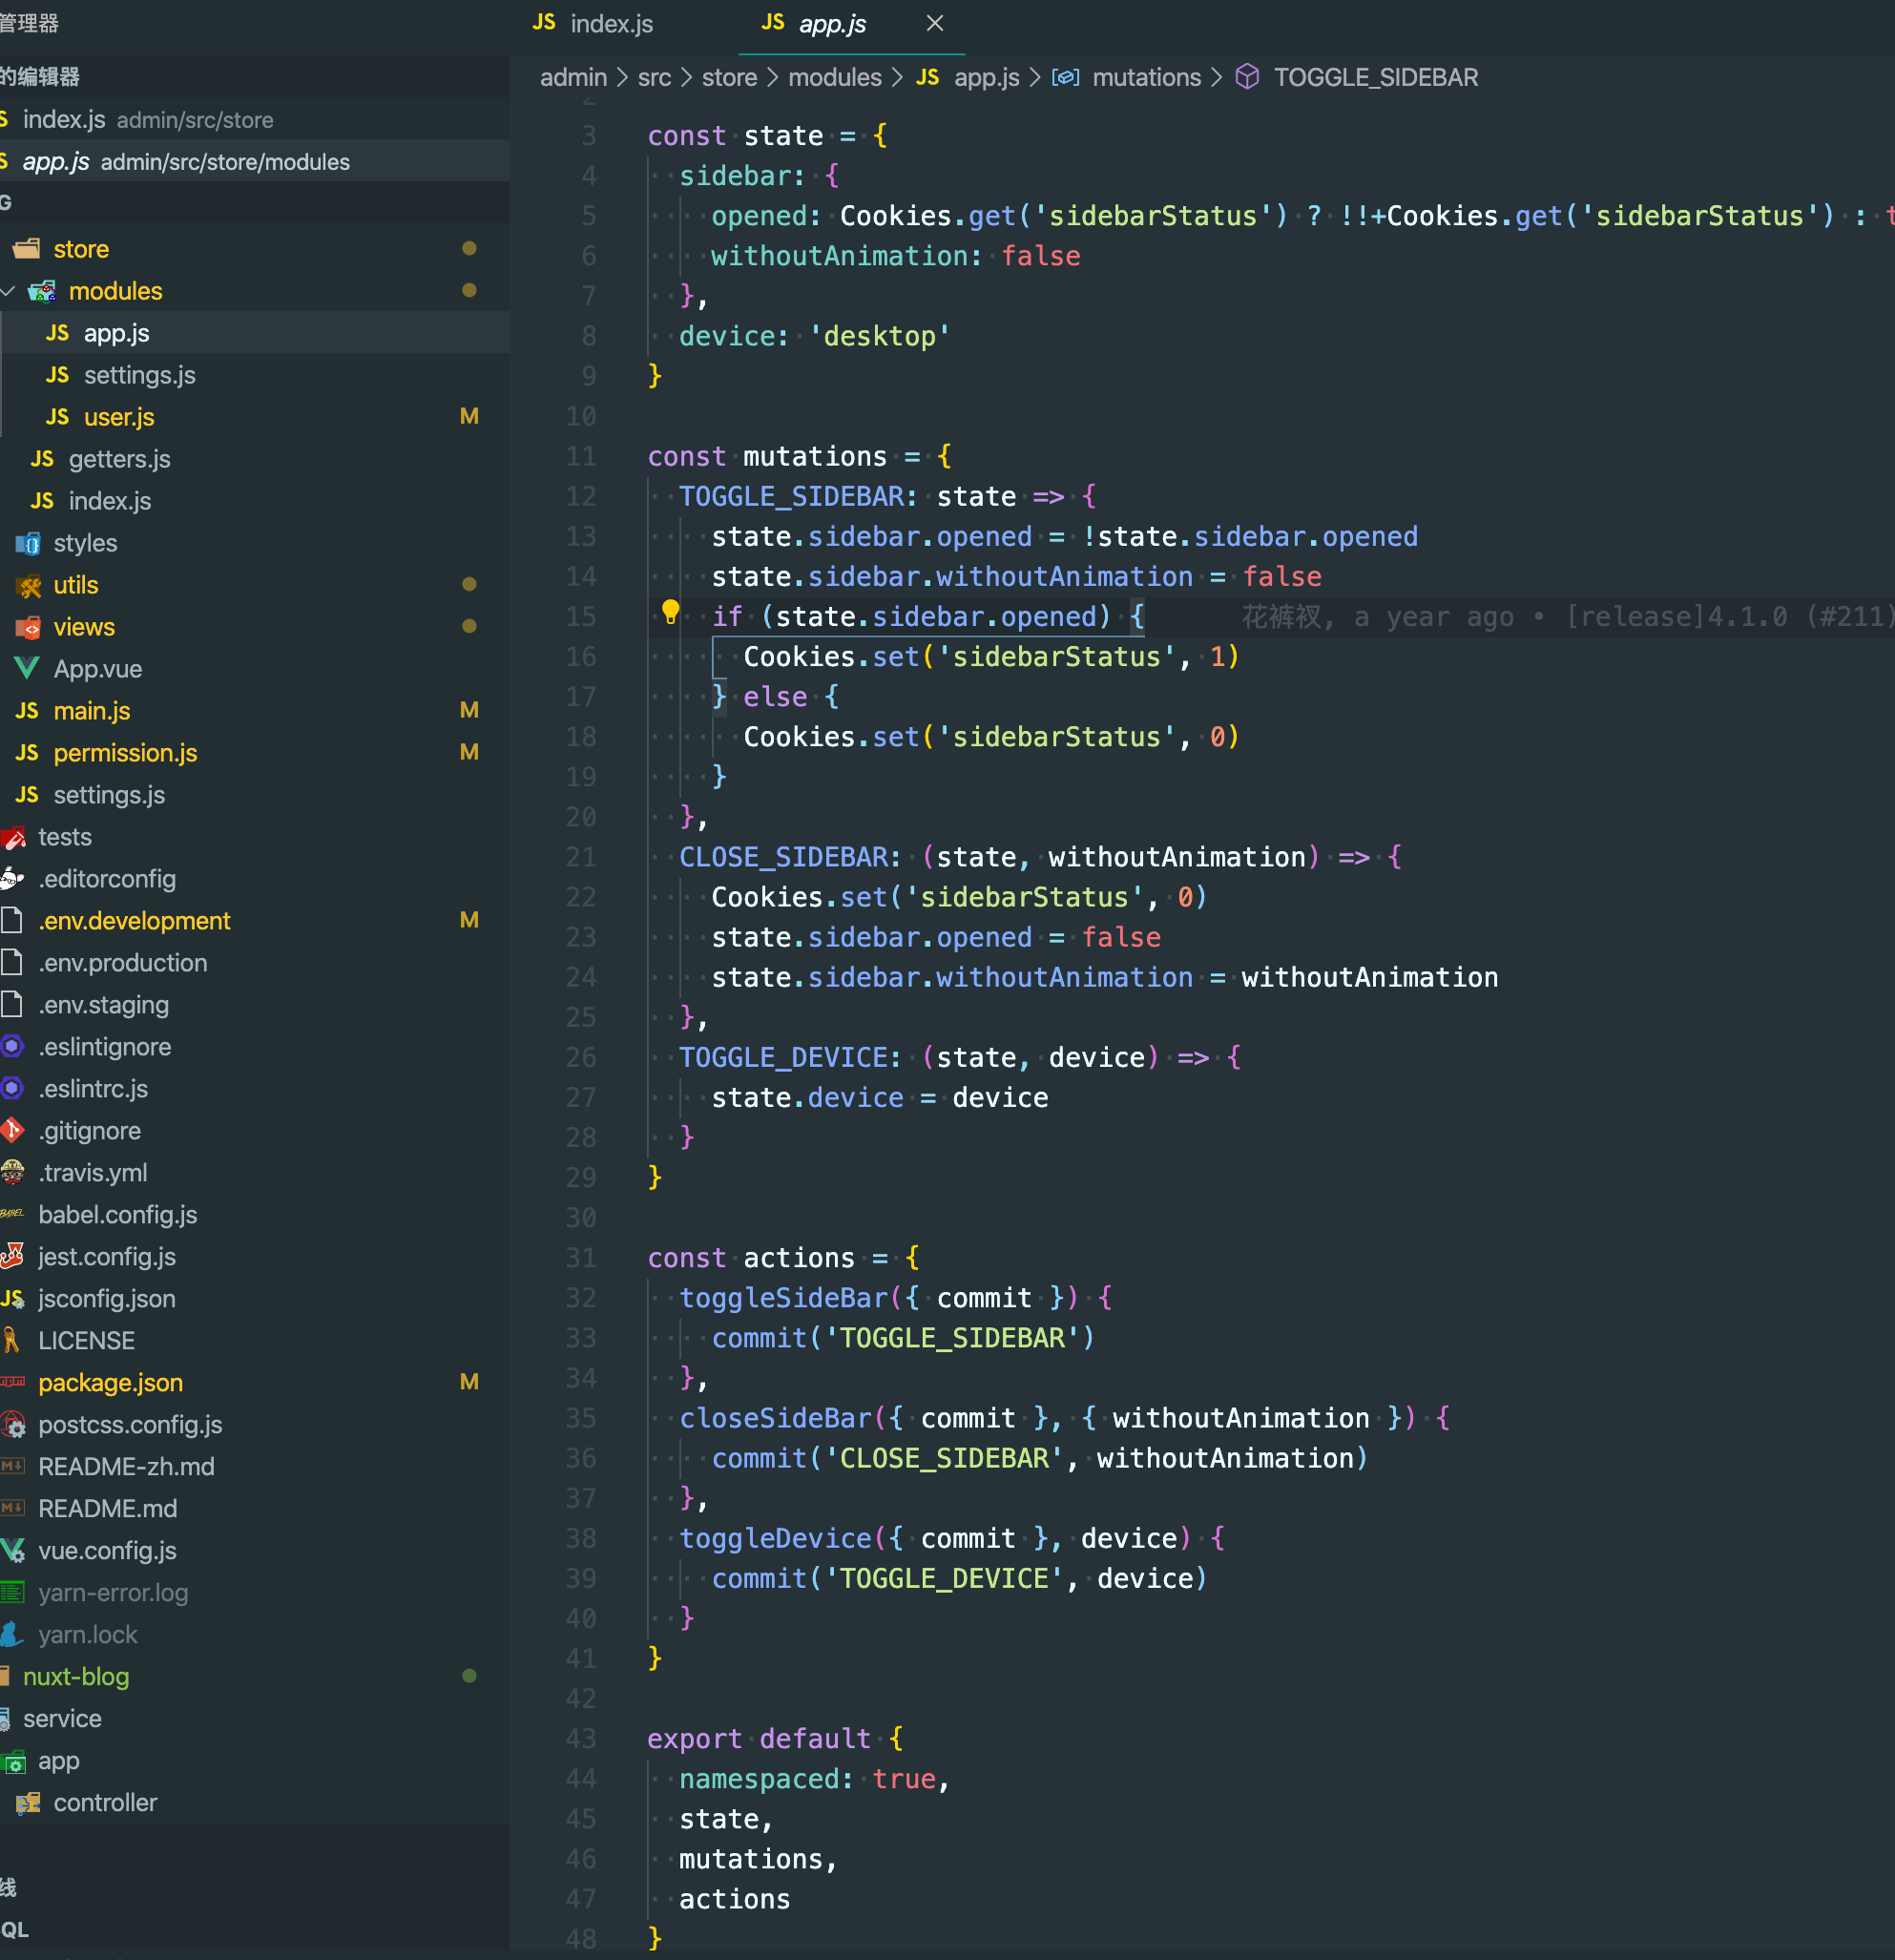 管理器
的编辑器
index.js admin/src/store
app.js admin/src/store/modules
G
store
modules
JS app.js
JS settings.js
JS user.js M
JS getters.js
JS index.js
styles
utils
views
App.vue
JS main.js M
JS permission.js M
JS settings.js
tests
.editorconfig
.env.development M
.env.production
.env.staging
.eslintignore
.eslintrc.js
.gitignore
.travis.yml
babel.config.js
jest.config.js
jsconfig.json
LICENSE
package.json M
postcss.config.js
README-zh.md
README.md
vue.config.js
yarn-error.log
yarn.lock
nuxt-blog
service
app
controller
线
QL
JS index.js JS app.js
admin > src > store > modules > JS app.js > mutations > TOGGLE_SIDEBAR
2
3 const state = {
4 sidebar: {
5 opened: Cookies.get('sidebarStatus') ? !!+Cookies.get('sidebarStatus') : t
6 withoutAnimation: false
7 },
8 device: 'desktop'
9 }
10
11 const mutations = {
12 TOGGLE_SIDEBAR: state => {
13 state.sidebar.opened = !state.sidebar.opened
14 state.sidebar.withoutAnimation = false
15 if (state.sidebar.opened) { 花裤衩, a year ago • [release]4.1.0 (#211)
16 Cookies.set('sidebarStatus', 1)
17 } else {
18 Cookies.set('sidebarStatus', 0)
19 }
20 },
21 CLOSE_SIDEBAR: (state, withoutAnimation) => {
22 Cookies.set('sidebarStatus', 0)
23 state.sidebar.opened = false
24 state.sidebar.withoutAnimation = withoutAnimation
25 },
26 TOGGLE_DEVICE: (state, device) => {
27 state.device = device
28 }
29 }
30
31 const actions = {
32 toggleSideBar({ commit }) {
33 commit('TOGGLE_SIDEBAR')
34 },
35 closeSideBar({ commit }, { withoutAnimation }) {
36 commit('CLOSE_SIDEBAR', withoutAnimation)
37 },
38 toggleDevice({ commit }, device) {
39 commit('TOGGLE_DEVICE', device)
40 }
41 }
42
43 export default {
44 namespaced: true,
45 state,
46 mutations,
47 actions
48 }